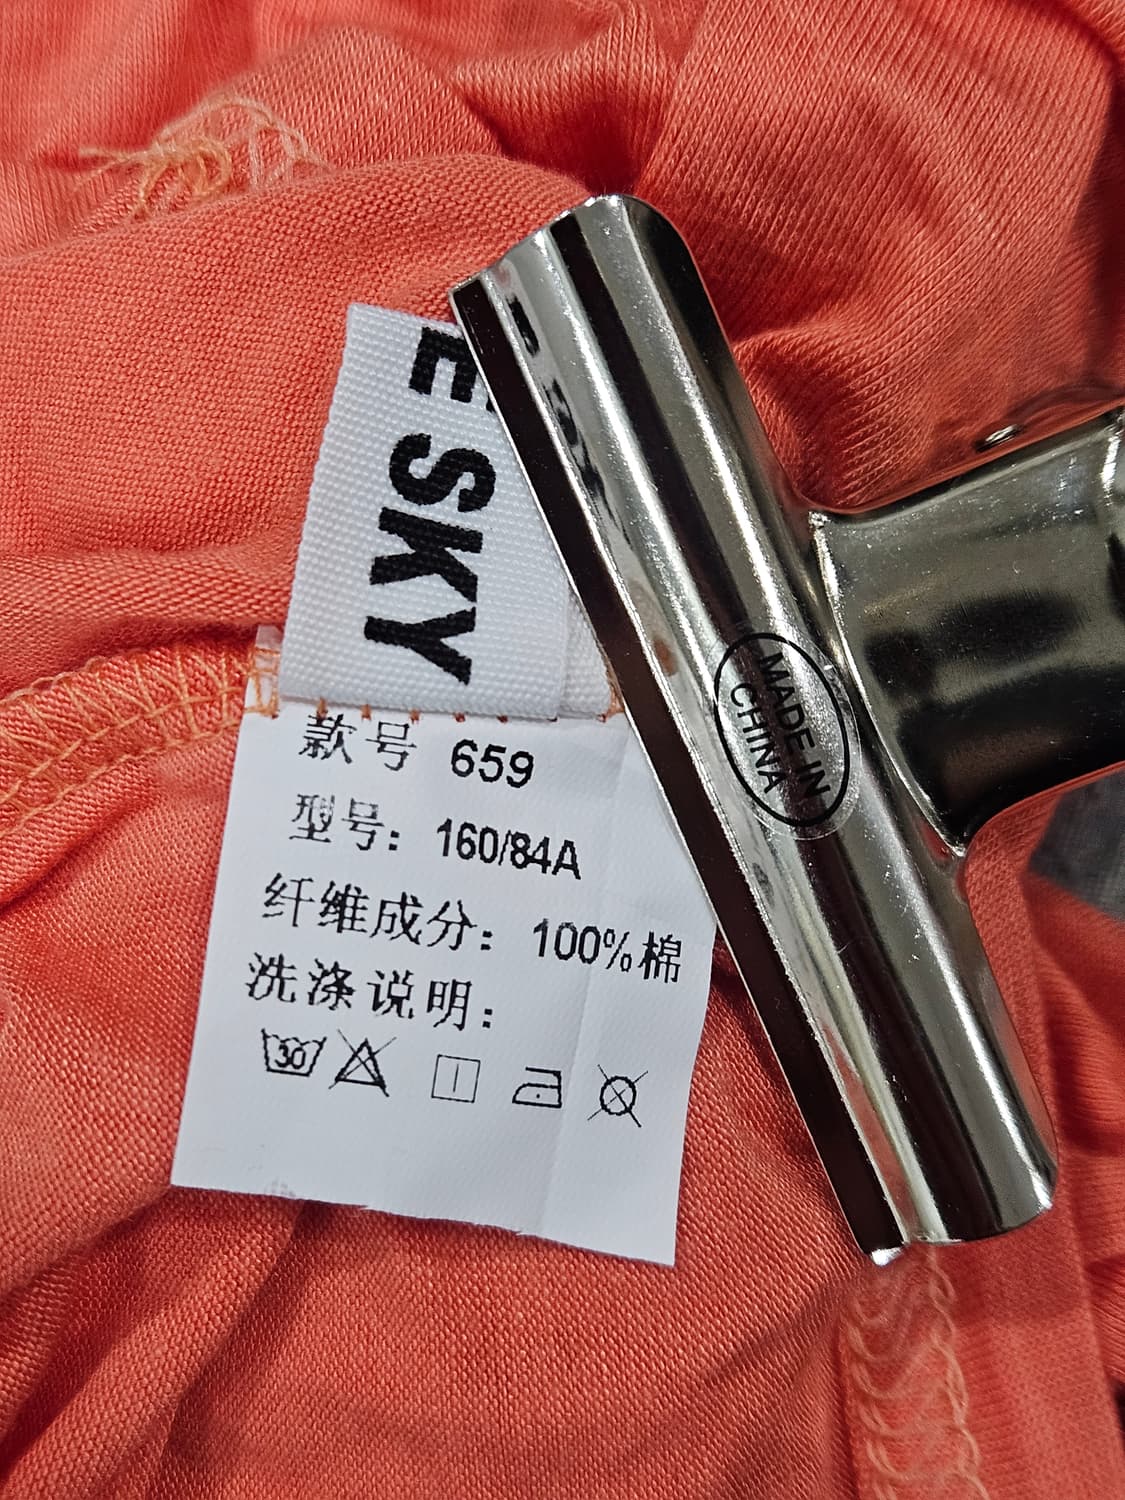 E SKY
款号 659
型号：160/84A
纤维成分：100%棉
洗涤说明：
30
MADE IN
CHINA